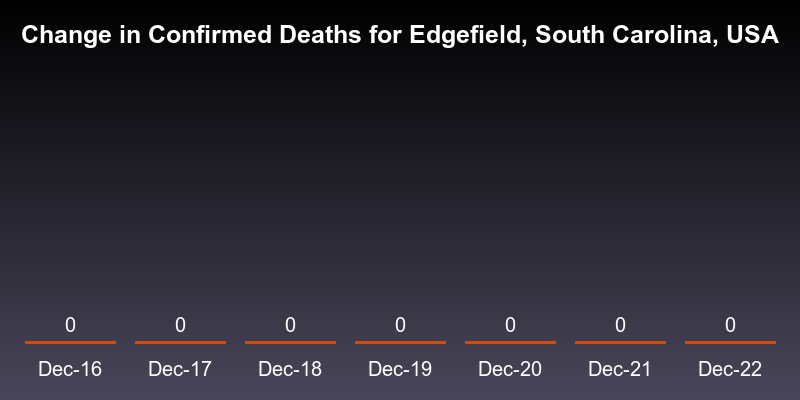 Change in Confirmed Deaths for Edgefield, South Carolina, USA
0 0 0 0 0 0 0
Dec-16 Dec-17 Dec-18 Dec-19 Dec-20 Dec-21 Dec-22